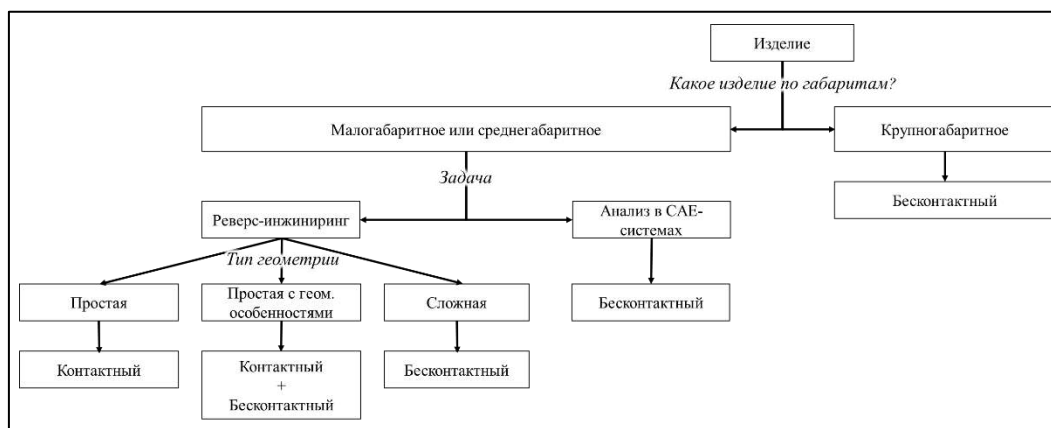 Изделие
Какое изделие по габаритам?
Малогабаритное или среднегабаритное
Крупногабаритное
Задача
Бесконтактный
Реверс-инжиниринг
Анализ в CAE-
системах
Тип геометрии
Простая
Простая с геом.
особенностями
Сложная
Бесконтактный
Контактный
Контактный
+
Бесконтактный
Бесконтактный